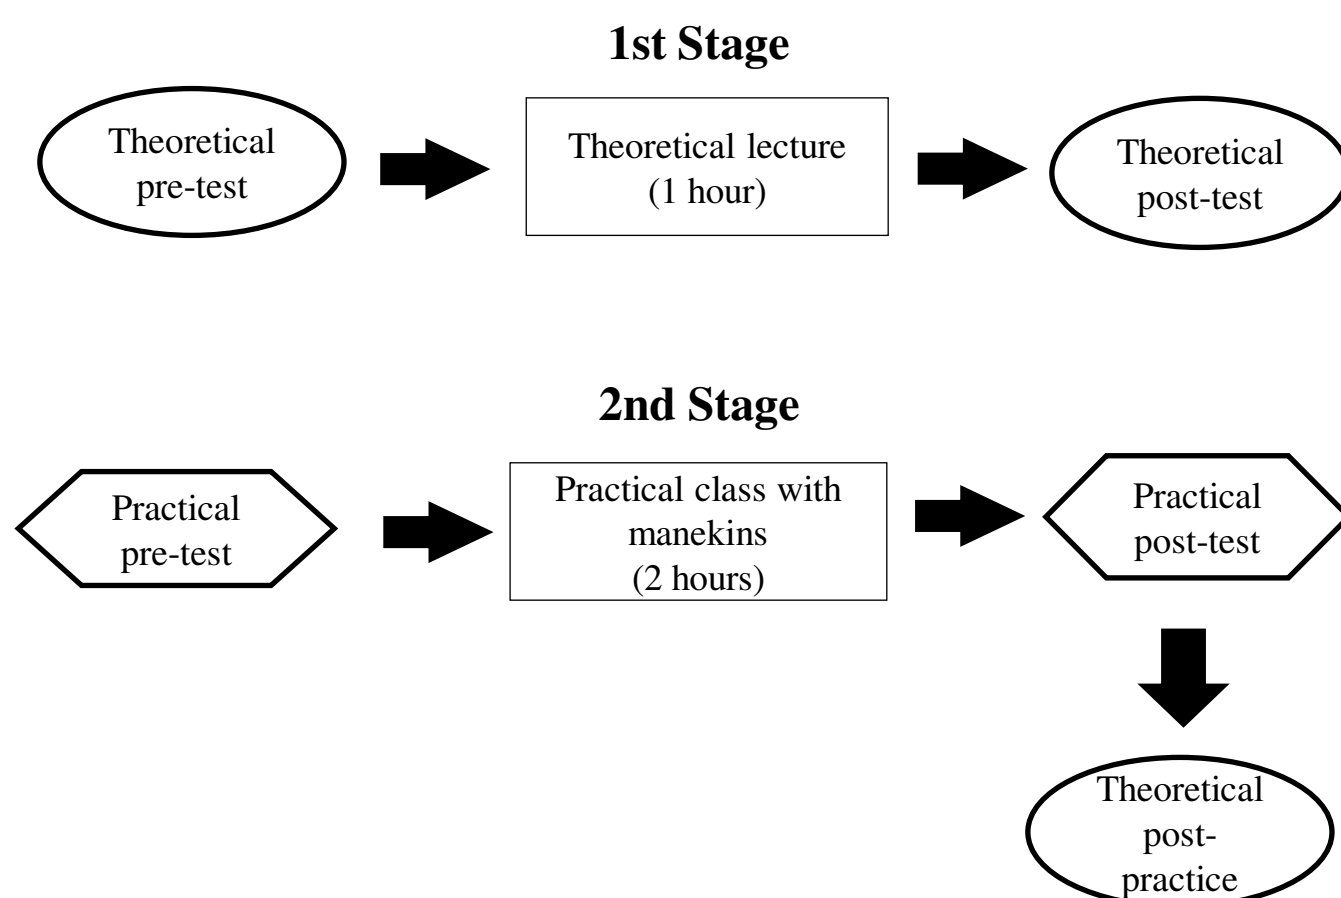 1st Stage
Theoretical
pre-test
Theoretical lecture
(1 hour)
Theoretical
post-test
2nd Stage
Practical
pre-test
Practical class with
manekins
(2 hours)
Practical
post-test
Theoretical
post-
practice